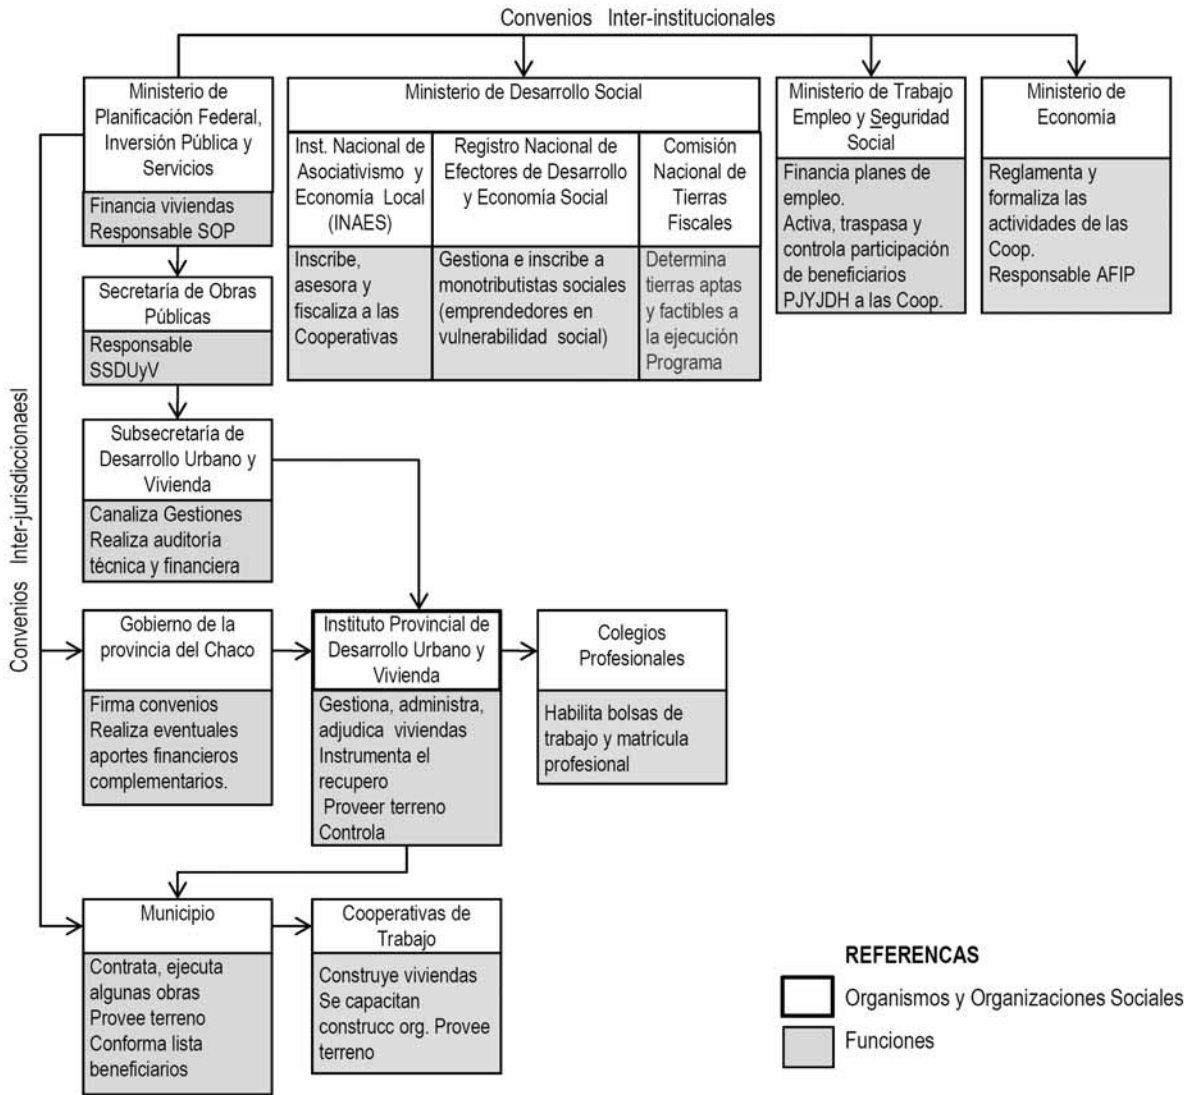 Convenios Inter-institucionales
Ministerio de
Planificación Federal,
Inversión Pública y
Servicios
Financia viviendas
Responsable SOP
Ministerio de Desarrollo Social
Inst. Nacional de
Asociativismo y
Economía Local
(INAES)
Inscribe,
asesora y
fiscaliza a las
Cooperativas
Registro Nacional de
Efectores de Desarrollo
y Economía Social
Gestiona e inscribe a
monotributistas sociales
(emprendedores en
vulnerabilidad social)
Comisión
Nacional de
Tierras
Fiscales
Determina
tierras aptas
y factibles a
la ejecución
Programa
Ministerio de Trabajo
Empleo y Seguridad
Social
Financia planes de
empleo.
Activa, traspasa y
controla participación
de beneficiarios
PJYJDH a las Coop.
Ministerio de
Economía
Reglamenta y
formaliza las
actividades de las
Coop.
Responsable AFIP
Secretaría de Obras
Públicas
Responsable
SSDUyV
Subsecretaría de
Desarrollo Urbano y
Vivienda
Canaliza Gestiones
Realiza auditoría
técnica y financiera
Convenios Inter-jurisdiccionaesl
Gobierno de la
provincia del Chaco
Firma convenios
Realiza eventuales
aportes financieros
complementarios.
Instituto Provincial de
Desarrollo Urbano y
Vivienda
Gestiona, administra,
adjudica viviendas
Instrumenta el
recupero
Proveer terreno
Controla
Colegios
Profesionales
Habilita bolsas de
trabajo y matrícula
profesional
Municipio
Contrata, ejecuta
algunas obras
Provee terreno
Conforma lista
beneficiarios
Cooperativas de
Trabajo
Construye viviendas
Se capacitan
construcc org. Provee
terreno
REFERENCAS
Organismos y Organizaciones Sociales
Funciones